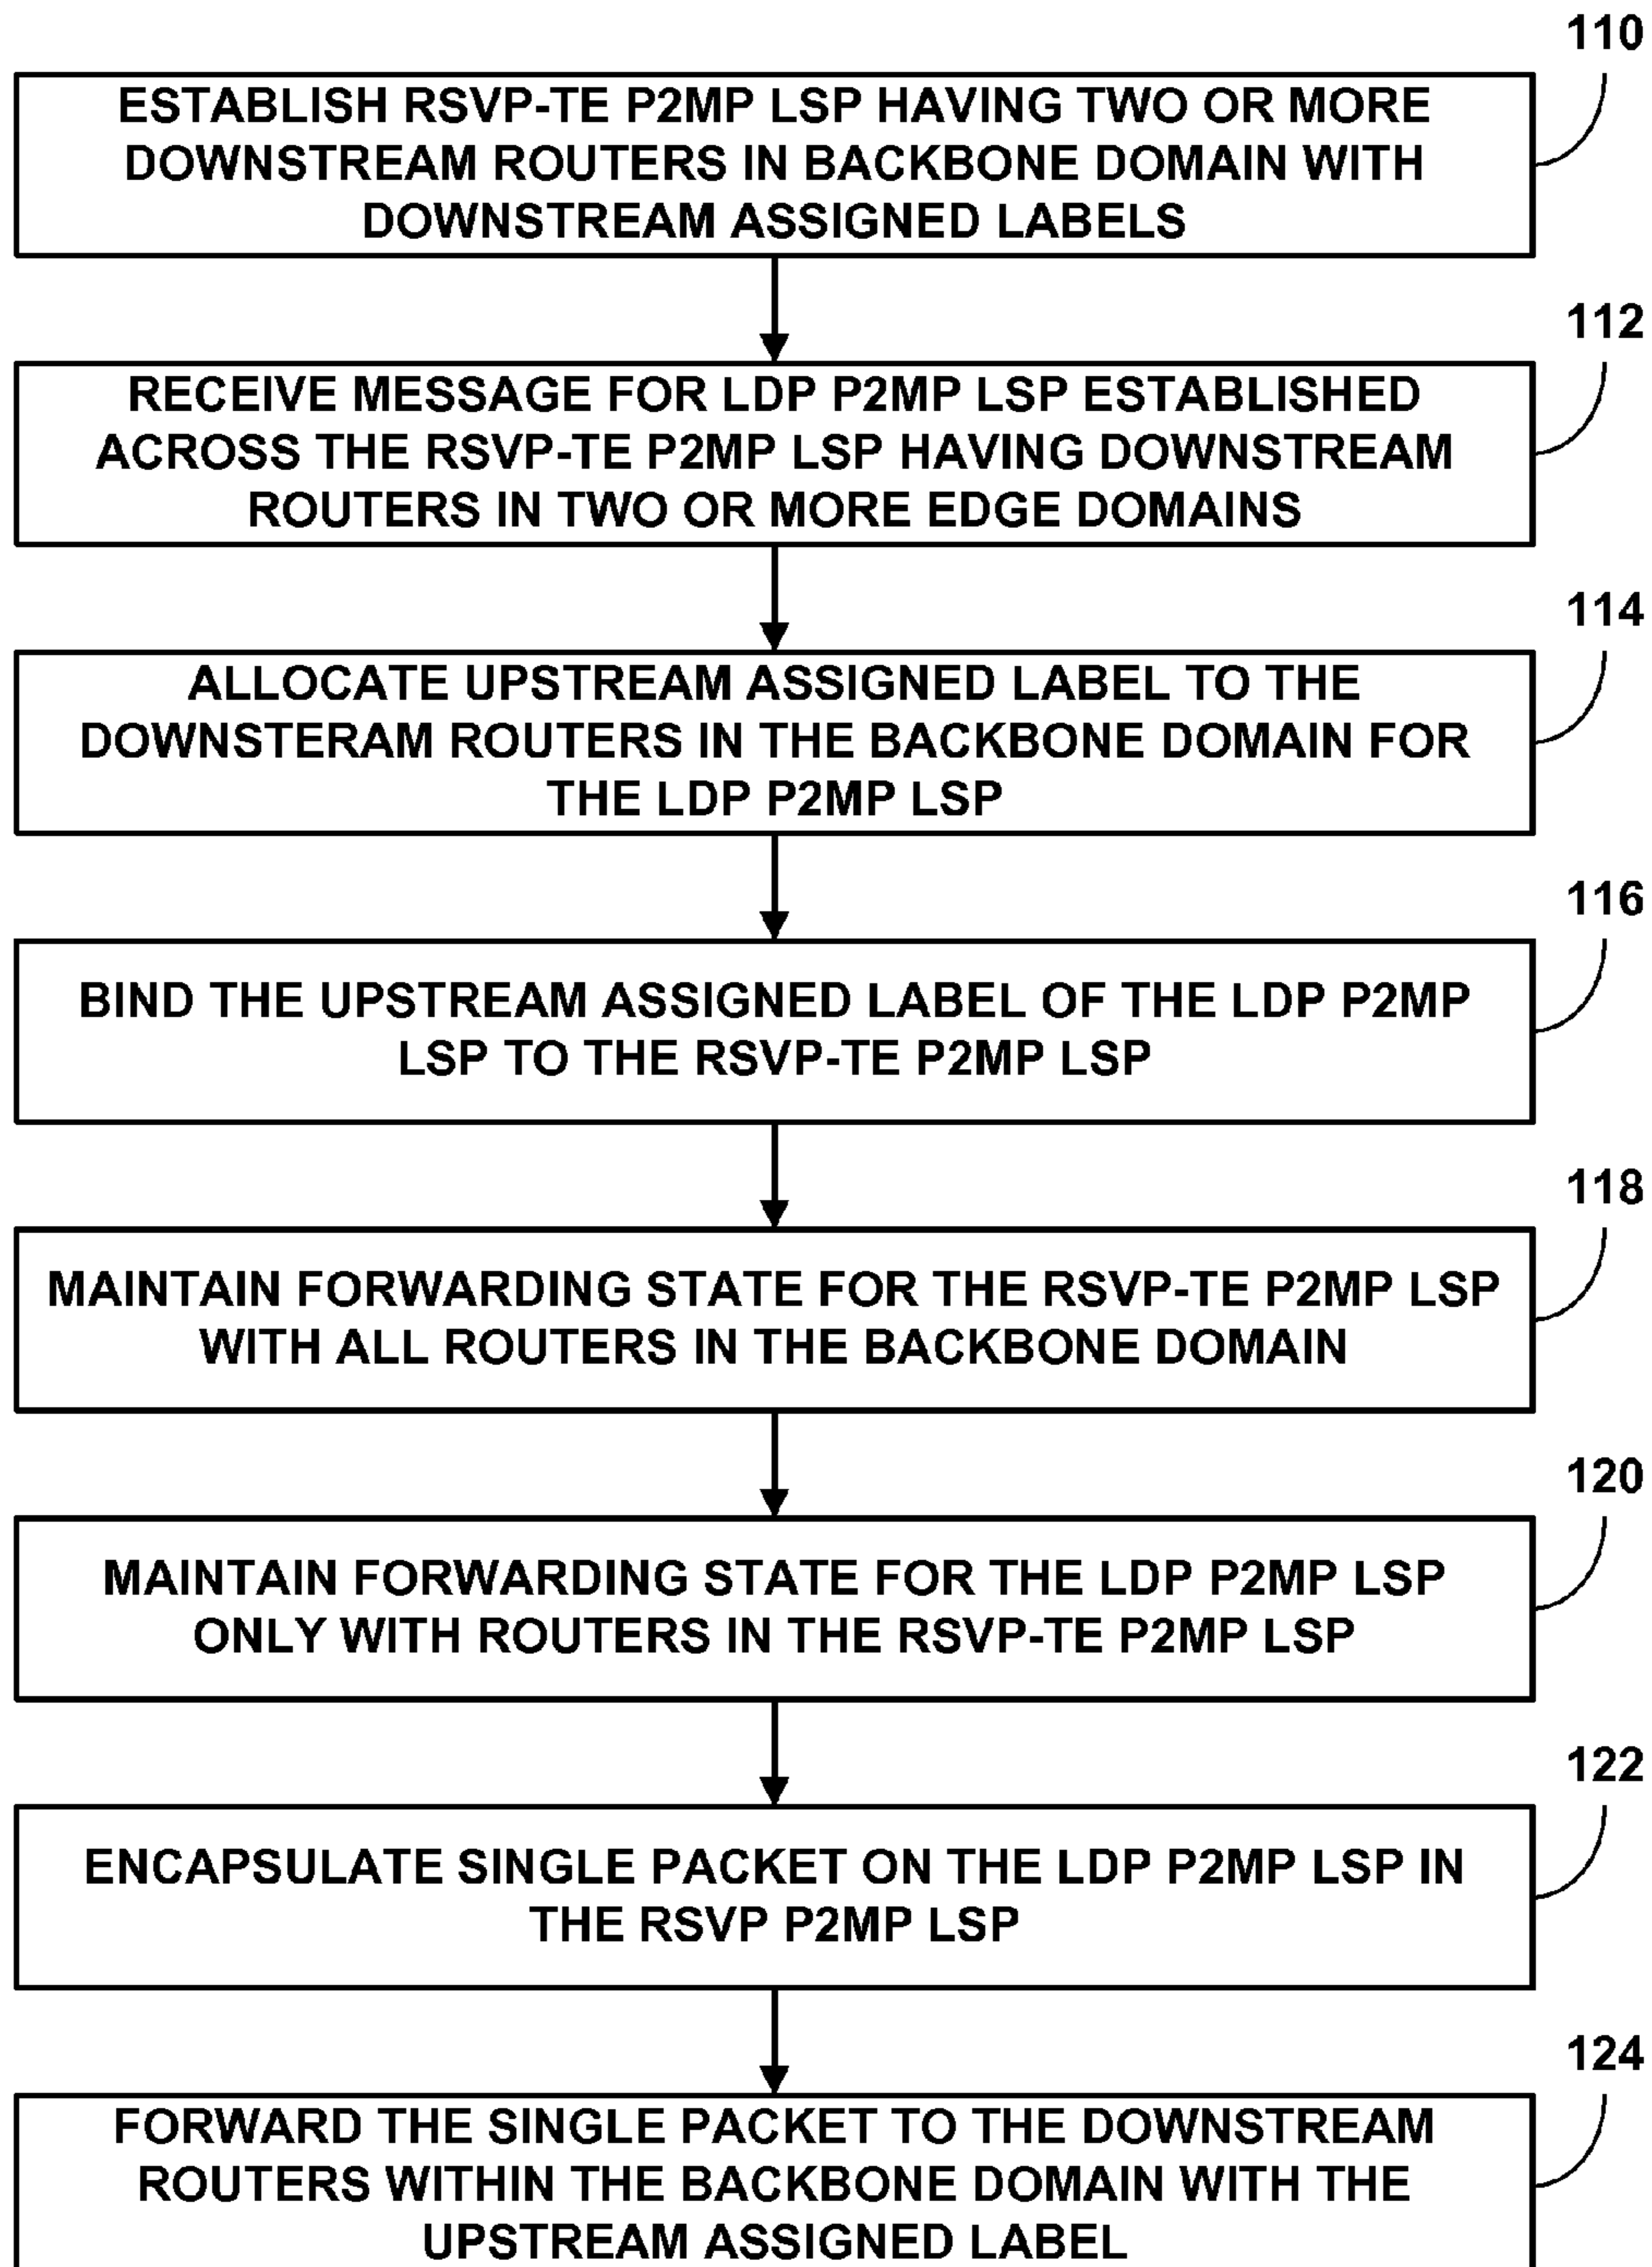 110
ESTABLISH RSVP-TE P2MP LSP HAVING TWO OR MORE
DOWNSTREAM ROUTERS IN BACKBONE DOMAIN WITH
DOWNSTREAM ASSIGNED LABELS
112
RECEIVE MESSAGE FOR LDP P2MP LSP ESTABLISHED
ACROSS THE RSVP-TE P2MP LSP HAVING DOWNSTREAM
ROUTERS IN TWO OR MORE EDGE DOMAINS
114
ALLOCATE UPSTREAM ASSIGNED LABEL TO THE
DOWNSTERAM ROUTERS IN THE BACKBONE DOMAIN FOR
THE LDP P2MP LSP
116
BIND THE UPSTREAM ASSIGNED LABEL OF THE LDP P2MP
LSP TO THE RSVP-TE P2MP LSP
118
MAINTAIN FORWARDING STATE FOR THE RSVP-TE P2MP LSP
WITH ALL ROUTERS IN THE BACKBONE DOMAIN
120
MAINTAIN FORWARDING STATE FOR THE LDP P2MP LSP
ONLY WITH ROUTERS IN THE RSVP-TE P2MP LSP
122
ENCAPSULATE SINGLE PACKET ON THE LDP P2MP LSP IN
THE RSVP P2MP LSP
124
FORWARD THE SINGLE PACKET TO THE DOWNSTREAM
ROUTERS WITHIN THE BACKBONE DOMAIN WITH THE
UPSTREAM ASSIGNED LABEL